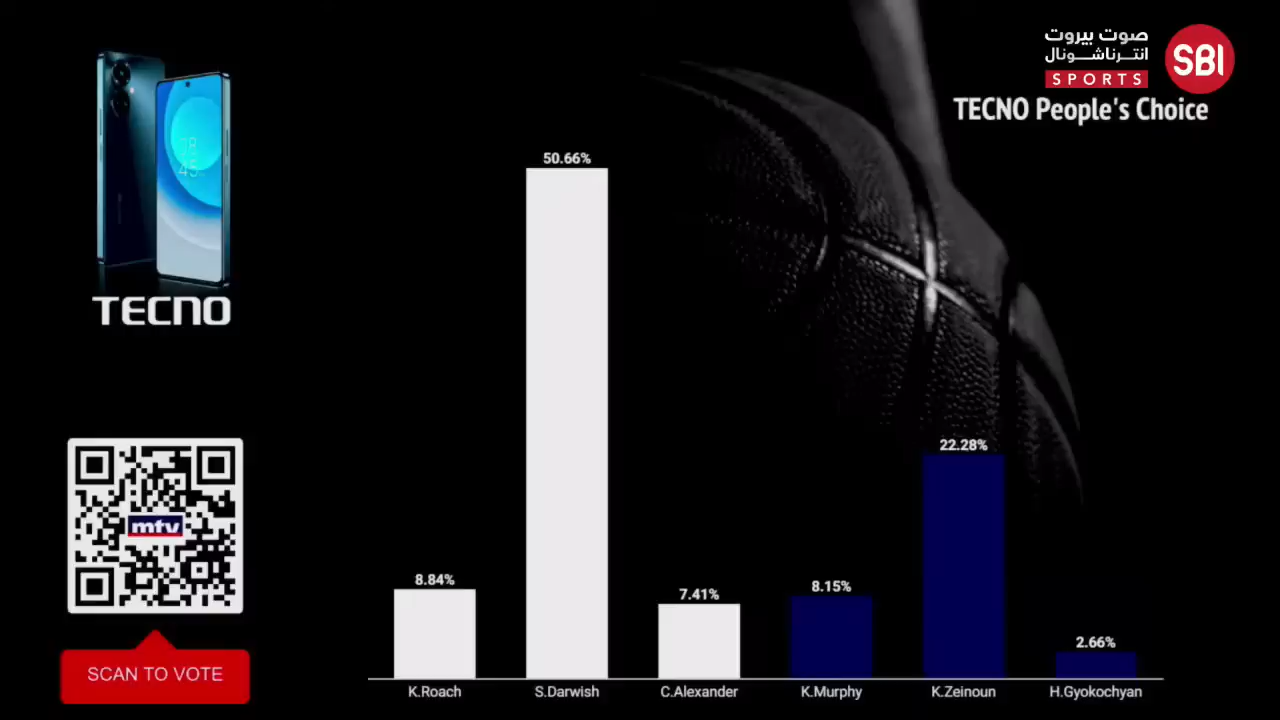 صوت بيروت
انترناشونال
SPORTS
SBI
TECNO People's Choice
TECNO
mtv
SCAN TO VOTE
50.66%
22.28%
8.84%
7.41%
8.15%
2.66%
K.Roach
S.Darwish
C.Alexander
K.Murphy
K.Zeinoun
H.Gyokochyan